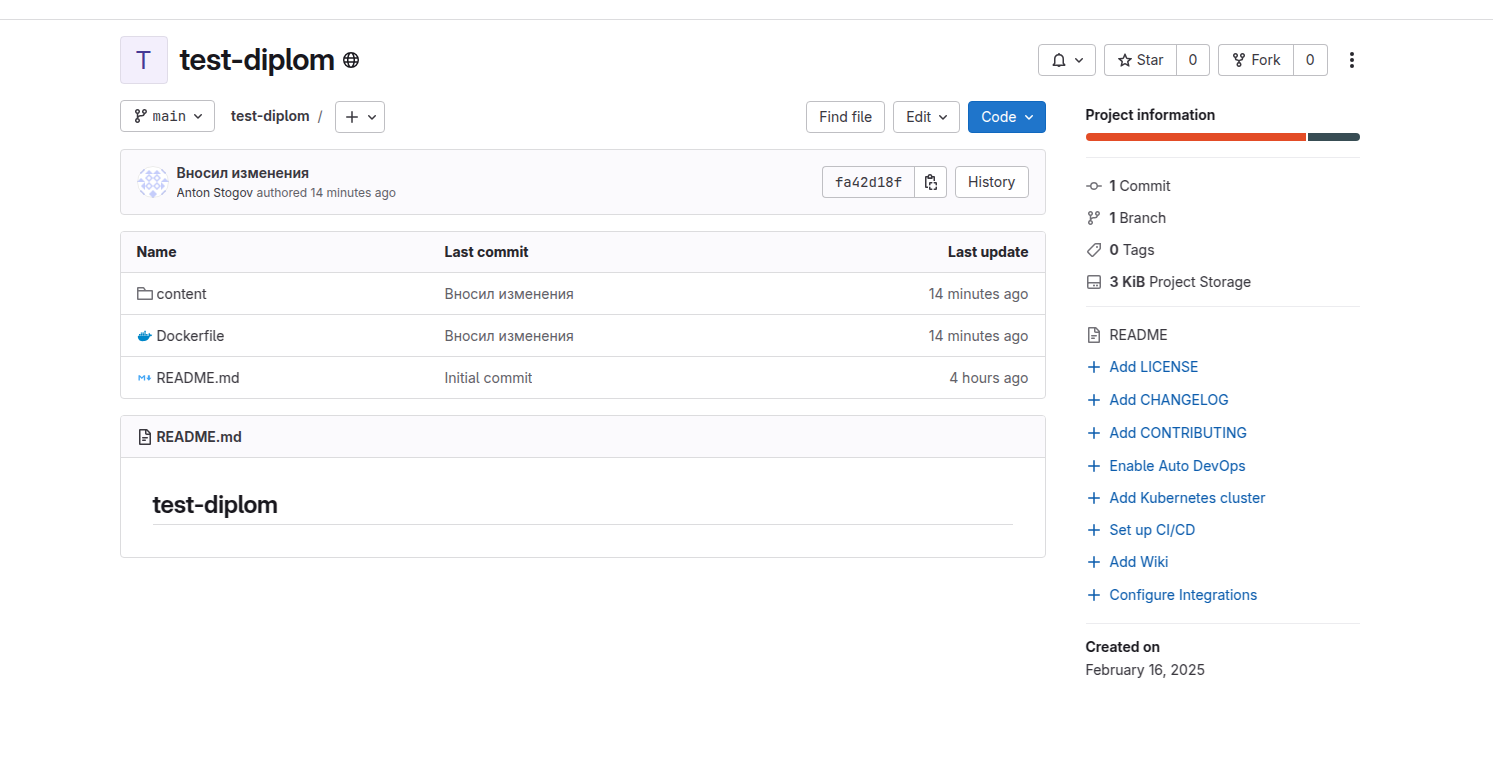 T
test-diplom
Star 0
Fork 0
main
test-diplom /
Find file
Edit
Code
Вносил изменения
Anton Stogov authored 14 minutes ago
fa42d18f
History
Name Last commit Last update
content Вносил изменения 14 minutes ago
Dockerfile Вносил изменения 14 minutes ago
README.md Initial commit 4 hours ago
README.md
test-diplom
Project information
1 Commit
1 Branch
0 Tags
3 KiB Project Storage
README
Add LICENSE
Add CHANGELOG
Add CONTRIBUTING
Enable Auto DevOps
Add Kubernetes cluster
Set up CI/CD
Add Wiki
Configure Integrations
Created on
February 16, 2025